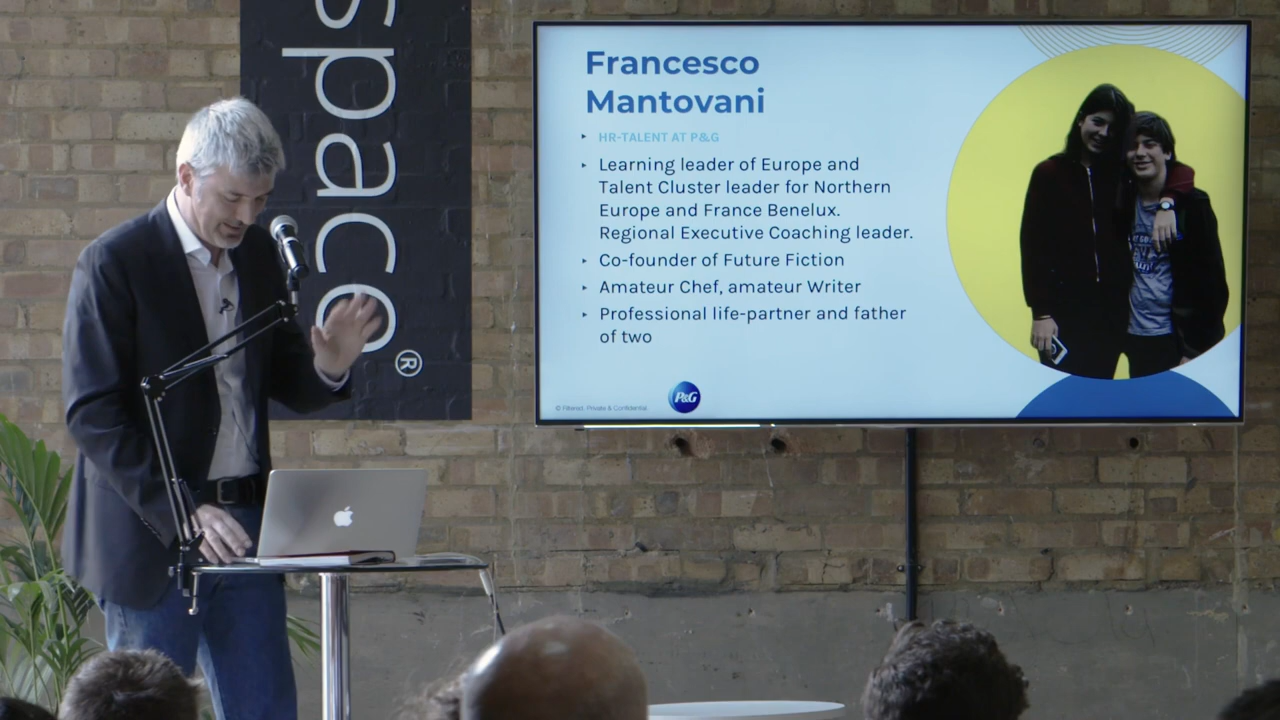 spaco®
Francesco
Mantovani
HR-TALENT AT P&G
Learning leader of Europe and
Talent Cluster leader for Northern
Europe and France Benelux.
Regional Executive Coaching leader.
Co-founder of Future Fiction
Amateur Chef, amateur Writer
Professional life-partner and father
of two
© Filtered, Private & Confidential
P&G